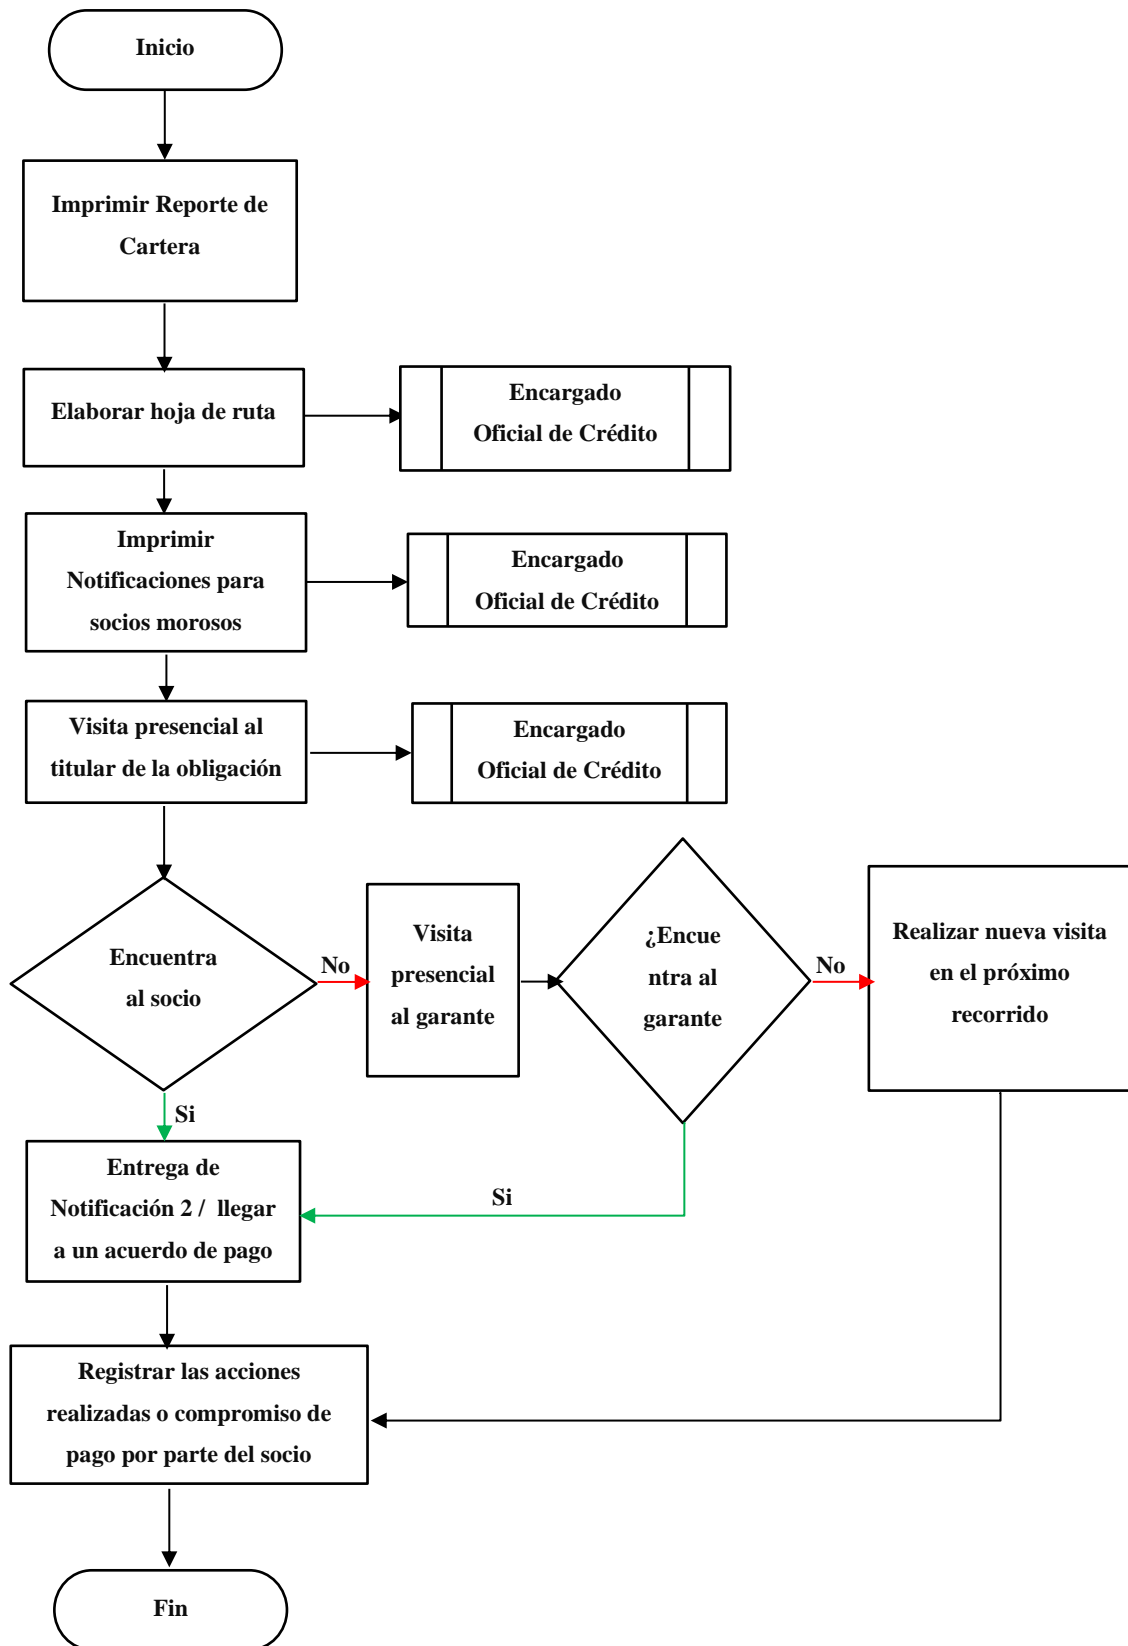 Inicio
Imprimir Reporte de
Cartera
Elaborar hoja de ruta
Encargado
Oficial de Crédito
Imprimir
Notificaciones para
socios morosos
Encargado
Oficial de Crédito
Visita presencial al
titular de la obligación
Encargado
Oficial de Crédito
Encuentra
al socio
No
Visita
presencial
al garante
¿Encue
ntra al
garante
No
Realizar nueva visita
en el próximo
recorrido
Si
Entrega de
Notificación 2 /  llegar
a un acuerdo de pago
Si
Registrar las acciones
realizadas o compromiso de
pago por parte del socio
Fin